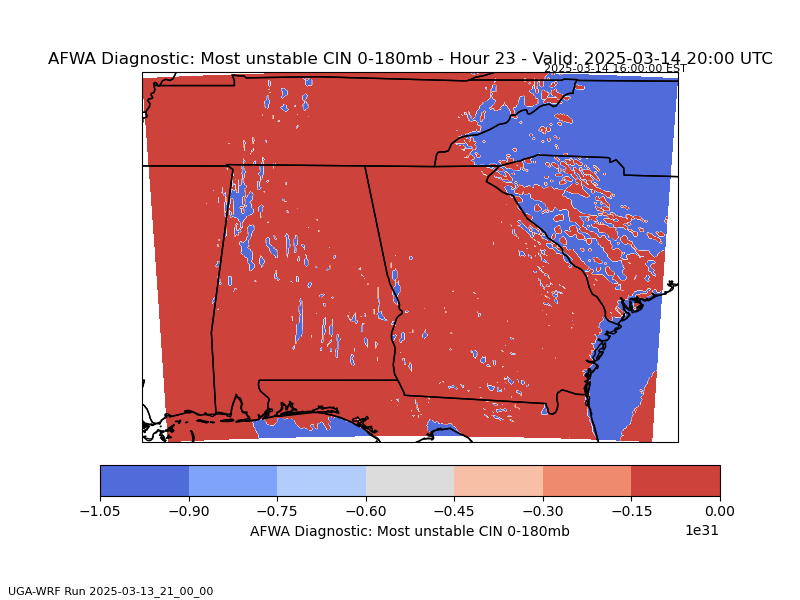 AFWA Diagnostic: Most unstable CIN 0-180mb - Hour 23 - Valid: 2025-03-14 20:00 UTC
2025-03-14 16:00:00 EST
−1.05 −0.90 −0.75 −0.60 −0.45 −0.30 −0.15 0.00
AFWA Diagnostic: Most unstable CIN 0-180mb
1e31
UGA-WRF Run 2025-03-13_21_00_00